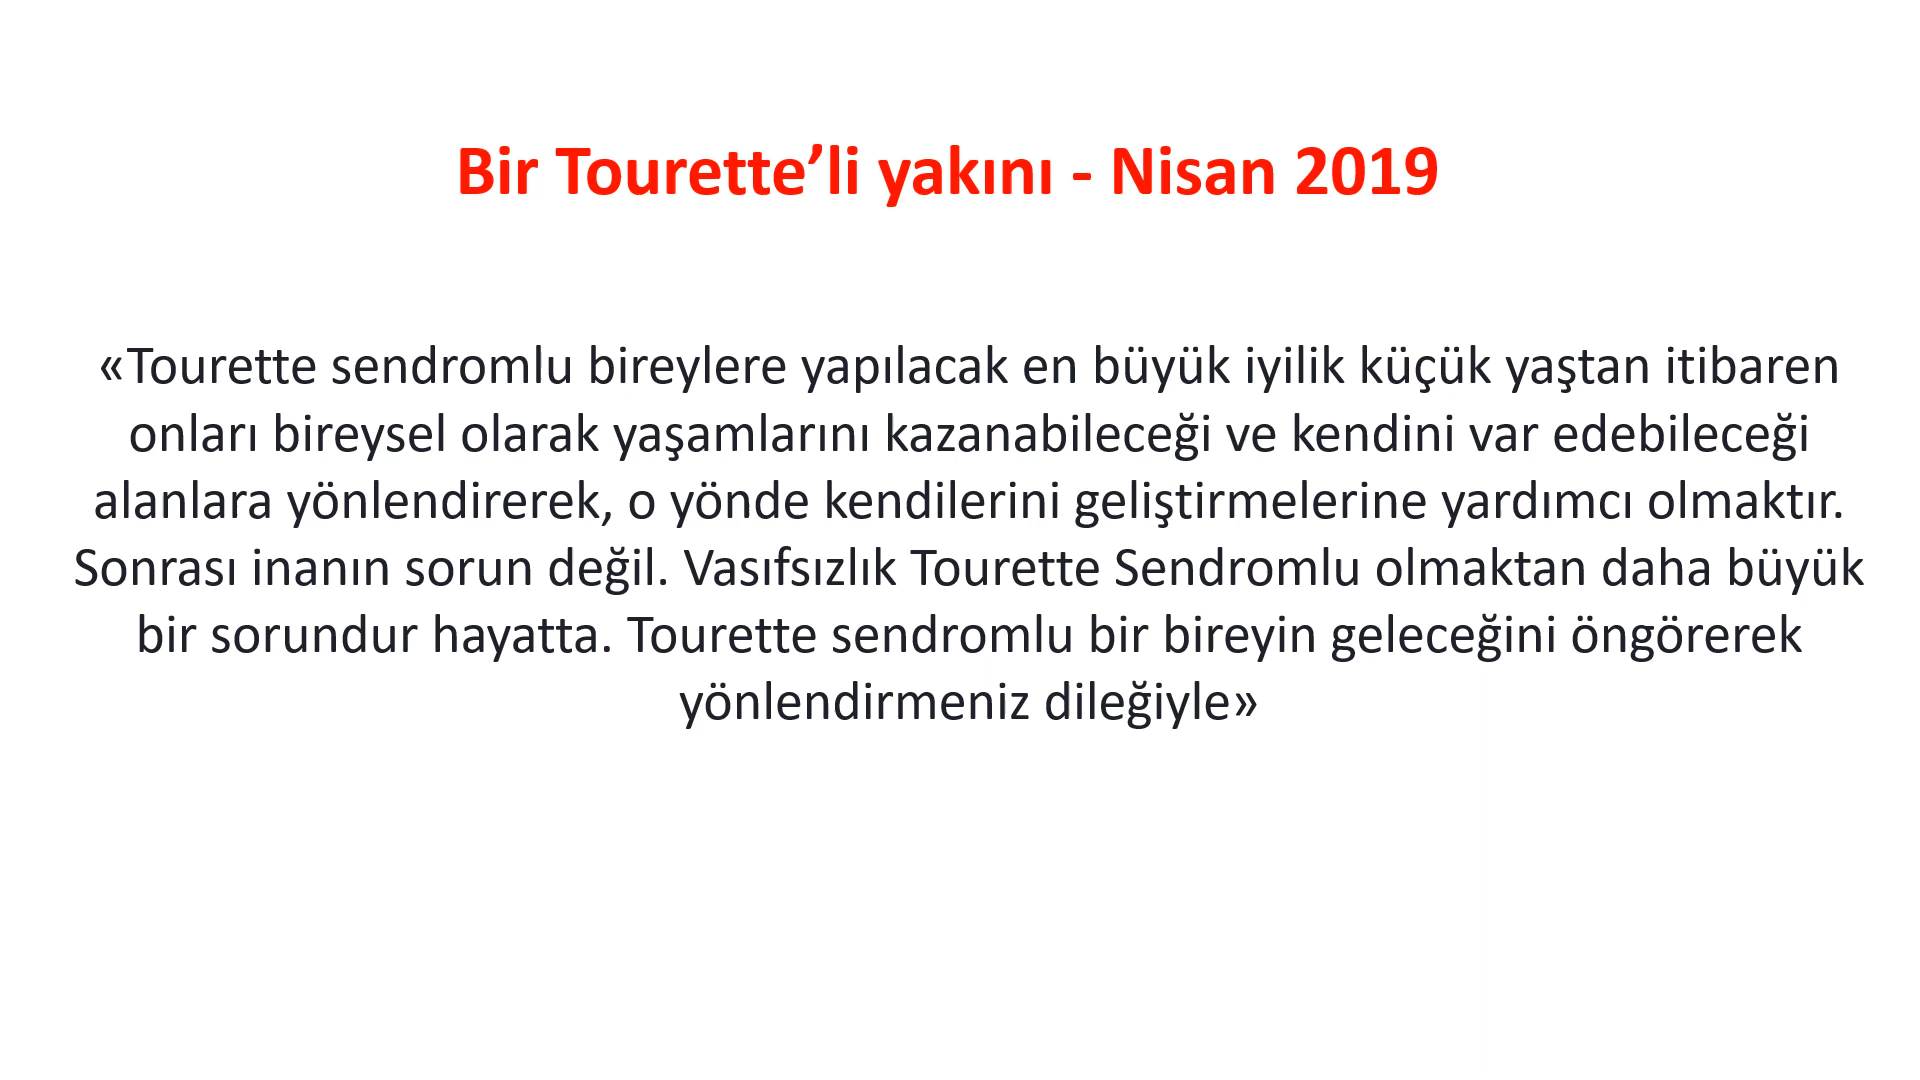 Bir Tourette’li yakını - Nisan 2019
«Tourette sendromlu bireylere yapılacak en büyük iyilik küçük yaştan itibaren
onları bireysel olarak yaşamlarını kazanabileceği ve kendini var edebileceği
alanlara yönlendirerek, o yönde kendilerini geliştirmelerine yardımcı olmaktır.
Sonrası inanın sorun değil. Vasıfsızlık Tourette Sendromlu olmaktan daha büyük
bir sorundur hayatta. Tourette sendromlu bir bireyin geleceğini öngörerek
yönlendirmeniz dileğiyle»